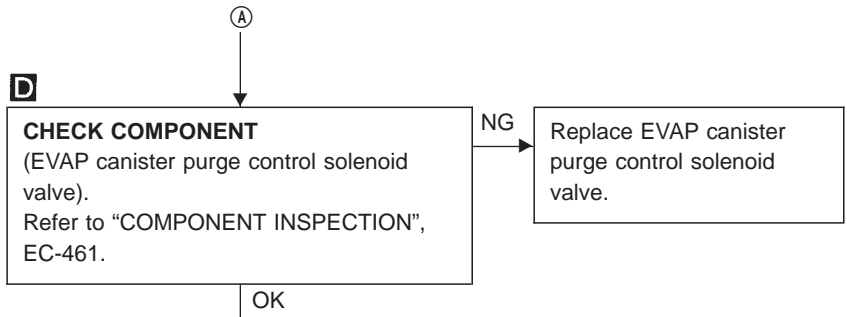 Ⓐ
D
CHECK COMPONENT
(EVAP canister purge control solenoid
valve).
Refer to “COMPONENT INSPECTION”,
EC-461.
NG
Replace EVAP canister
purge control solenoid
valve.
OK